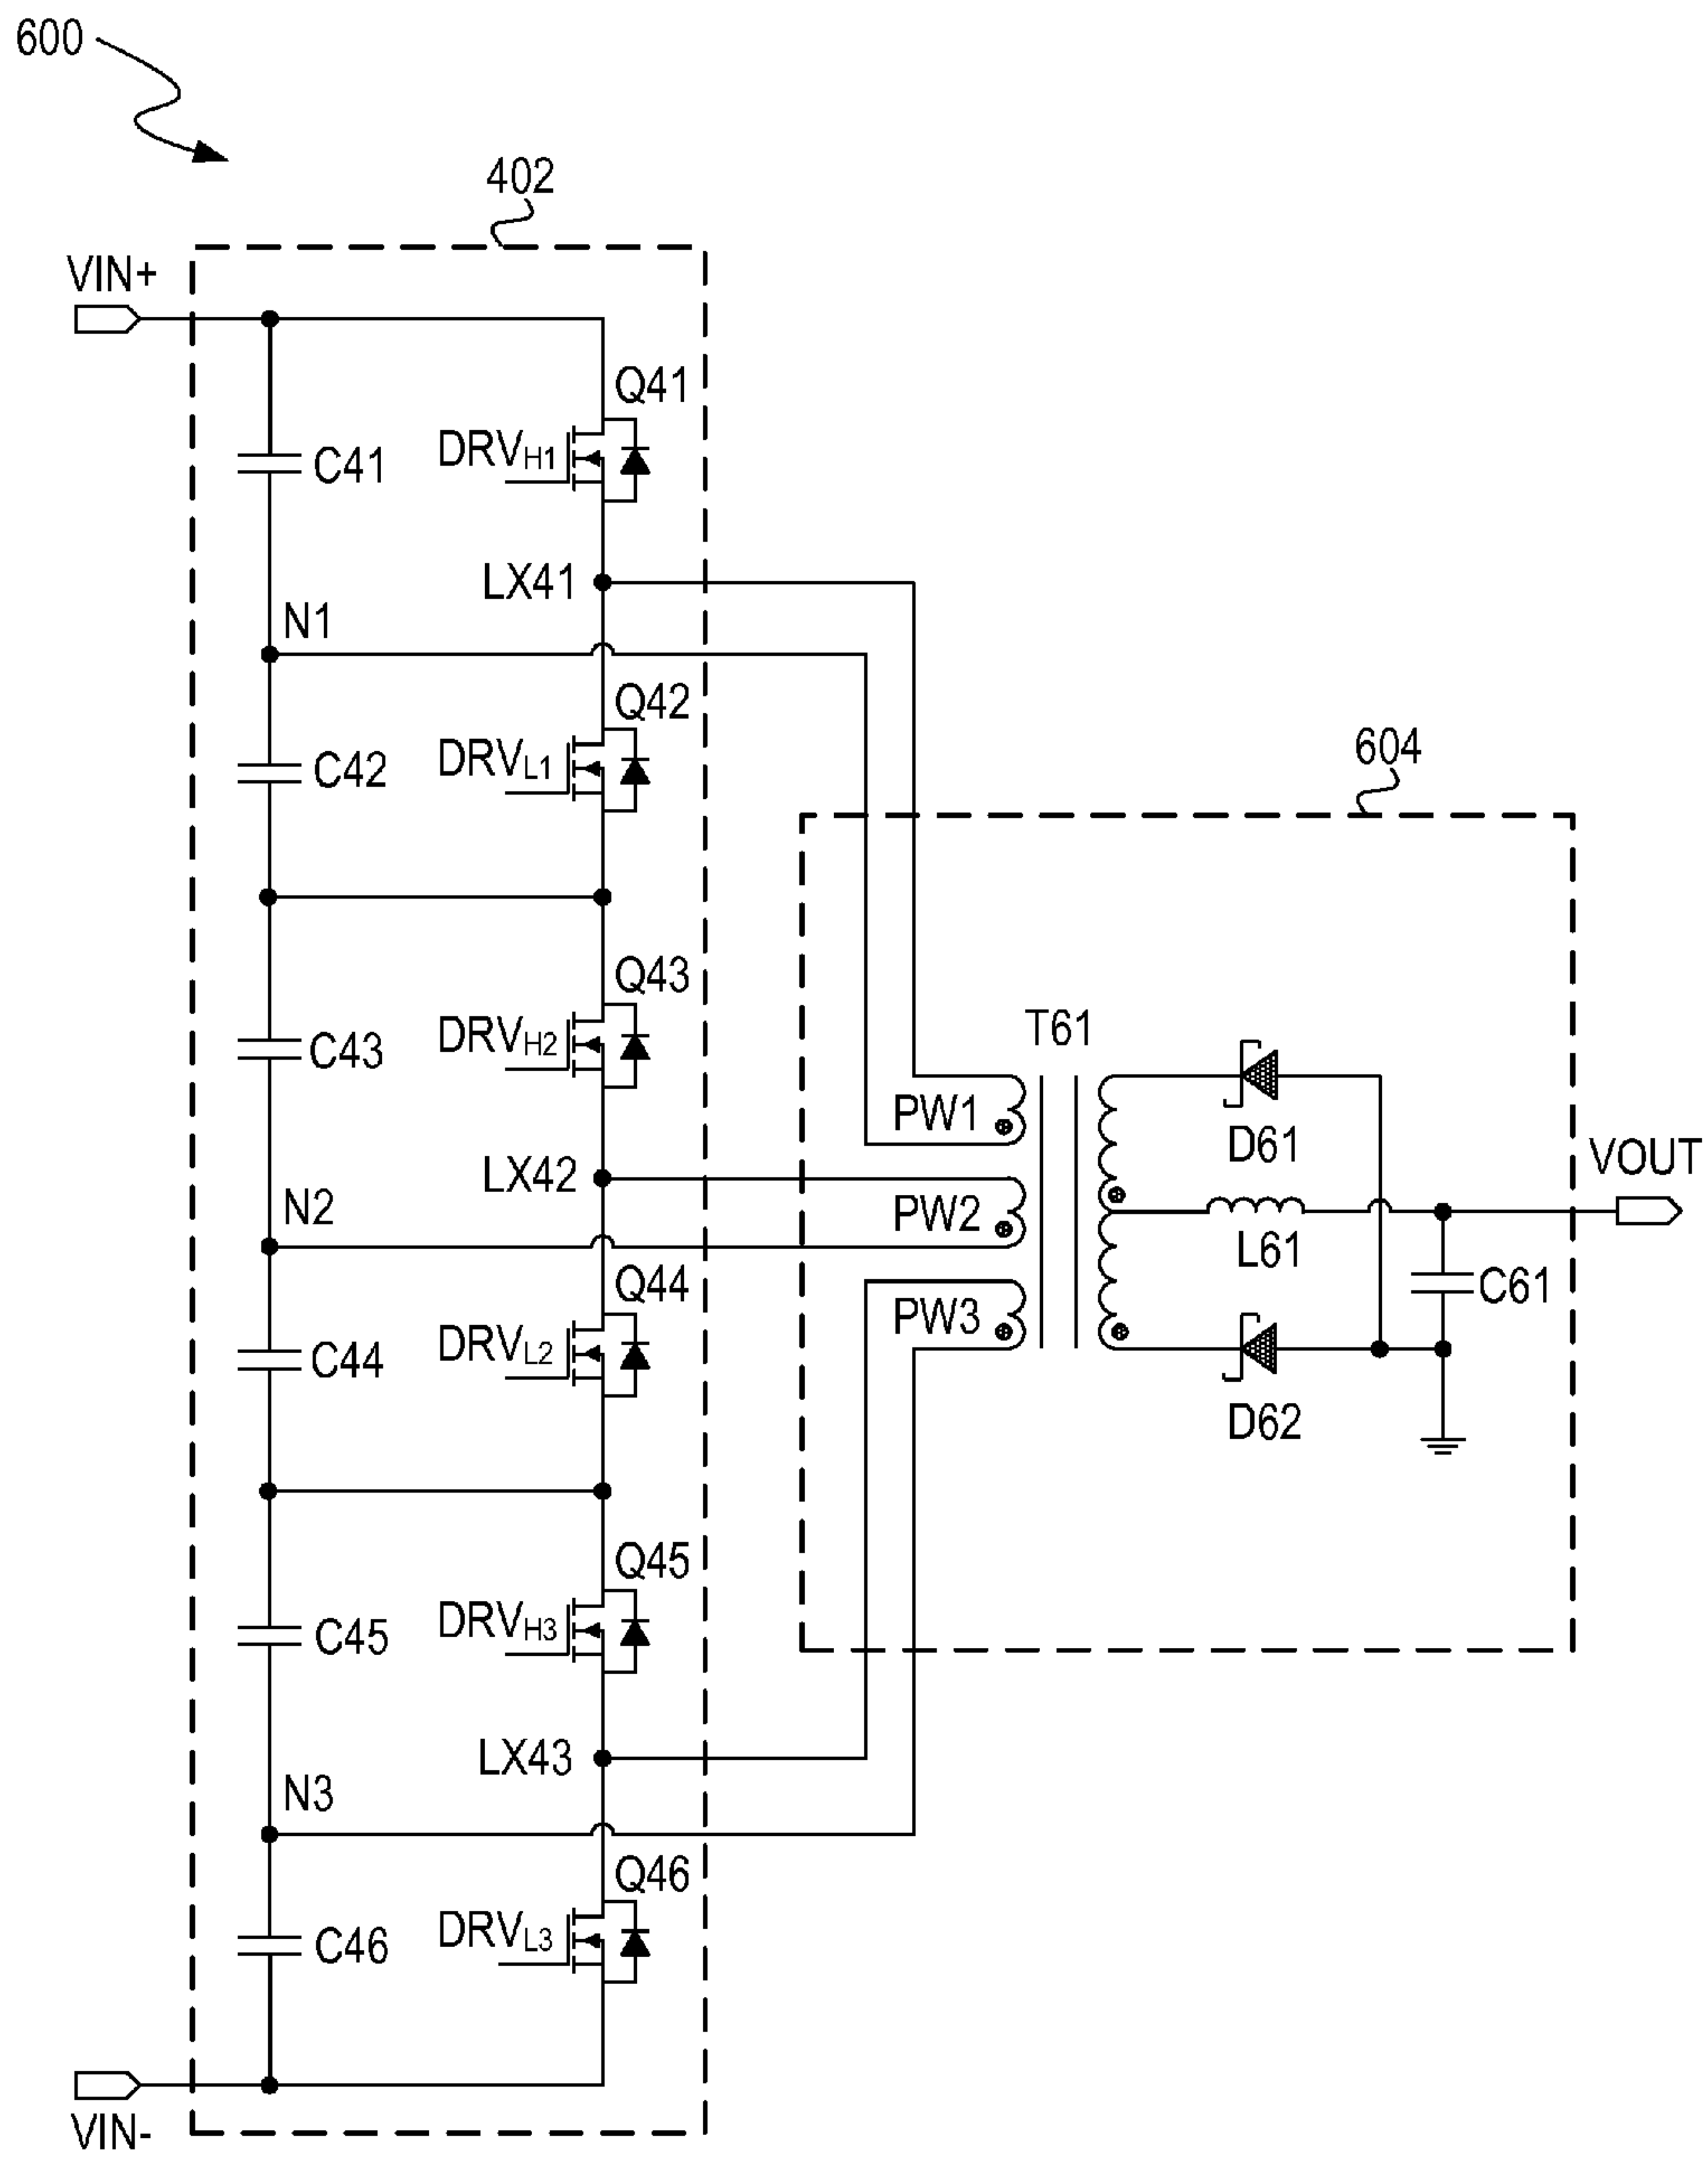 600
402
VIN+
Q41
DRVH1
C41
LX41
N1
Q42
DRVL1
C42
604
Q43
DRVH2
C43
T61
PW1
D61
VOUT
LX42
N2
PW2
L61
Q44
C61
PW3
DRVL2
C44
D62
Q45
DRVH3
C45
LX43
N3
Q46
DRVL3
C46
VIN-